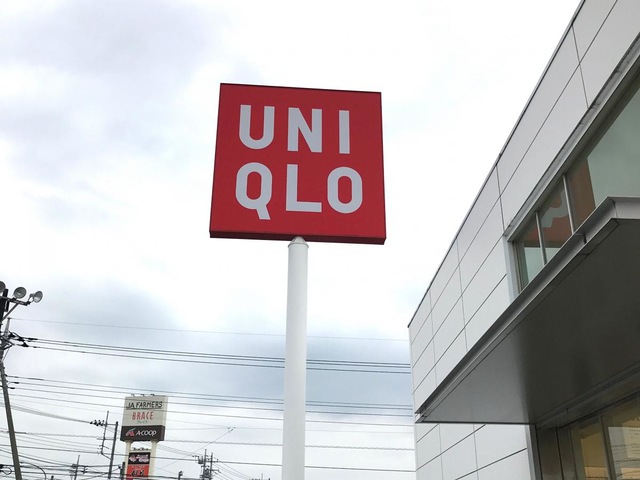 UNI
QLO
JA FARMERS
BRACE
A-COOP